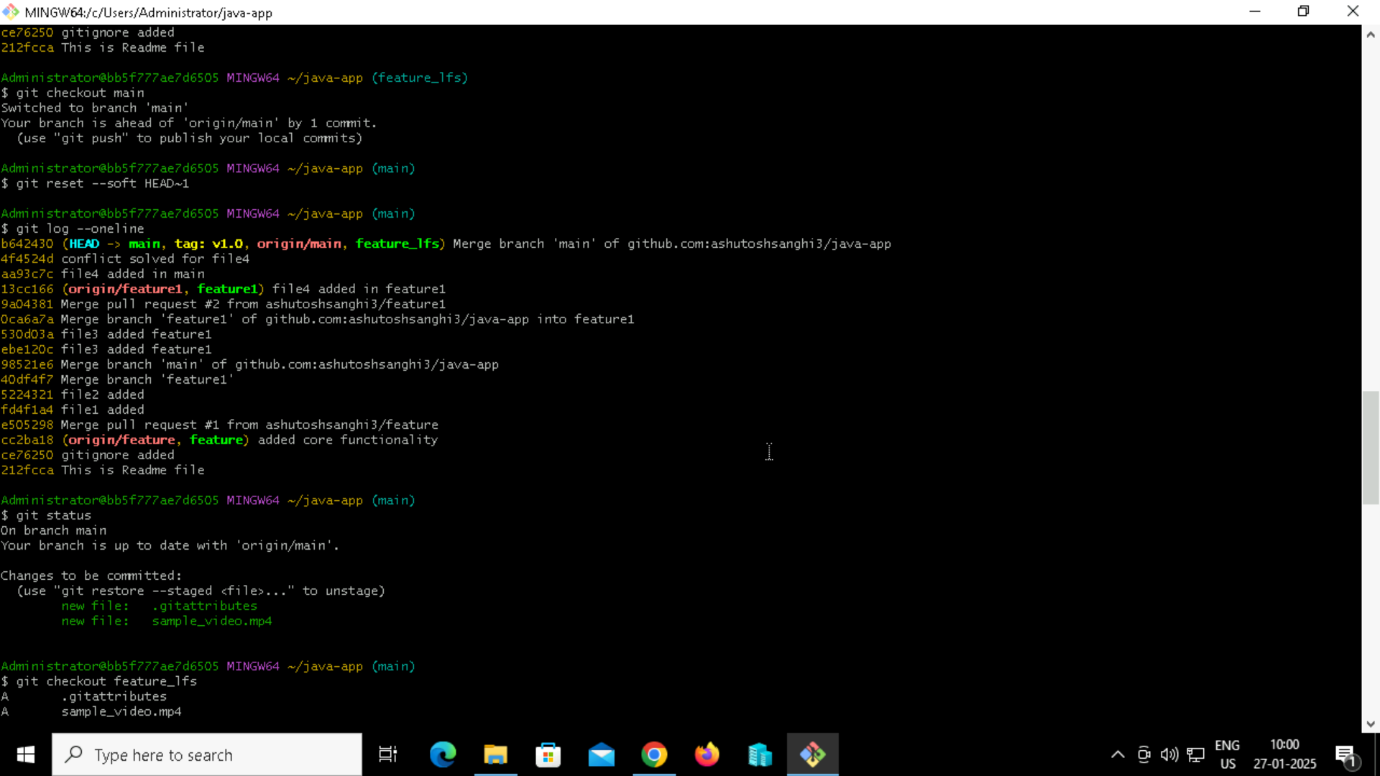 MINGW64:/c/Users/Administrator/java-app
ce76250 gitignore added
212fcca This is Readme file
Administrator@bb5f777ae7d6505 MINGW64 ~/java-app (feature_lfs)
$ git checkout main
Switched to branch 'main'
Your branch is ahead of 'origin/main' by 1 commit.
  (use "git push" to publish your local commits)
Administrator@bb5f777ae7d6505 MINGW64 ~/java-app (main)
$ git reset --soft HEAD~1
Administrator@bb5f777ae7d6505 MINGW64 ~/java-app (main)
$ git log --oneline
b642430 (HEAD -> main, tag: v1.0, origin/main, feature_lfs) Merge branch 'main' of github.com:ashutoshsanghi3/java-app
4f4524d conflict solved for file4
aa93c7c file4 added in main
13cc166 (origin/feature1, feature1) file4 added in feature1
9a04381 Merge pull request #2 from ashutoshsanghi3/feature1
0ca6a7a Merge branch 'feature1' of github.com:ashutoshsanghi3/java-app into feature1
530d03a file3 added feature1
ebe120c file3 added feature1
98521e6 Merge branch 'main' of github.com:ashutoshsanghi3/java-app
40df4f7 Merge branch 'feature1'
5224321 file2 added
fd4f1a4 file1 added
e505298 Merge pull request #1 from ashutoshsanghi3/feature
cc2ba18 (origin/feature, feature) added core functionality
ce76250 gitignore added
212fcca This is Readme file
Administrator@bb5f777ae7d6505 MINGW64 ~/java-app (main)
$ git status
On branch main
Your branch is up to date with 'origin/main'.
Changes to be committed:
  (use "git restore --staged <file>..." to unstage)
        new file:   .gitattributes
        new file:   sample_video.mp4
Administrator@bb5f777ae7d6505 MINGW64 ~/java-app (main)
$ git checkout feature_lfs
A       .gitattributes
A       sample_video.mp4
Type here to search
ENG
US
10:00
27-01-2025
1